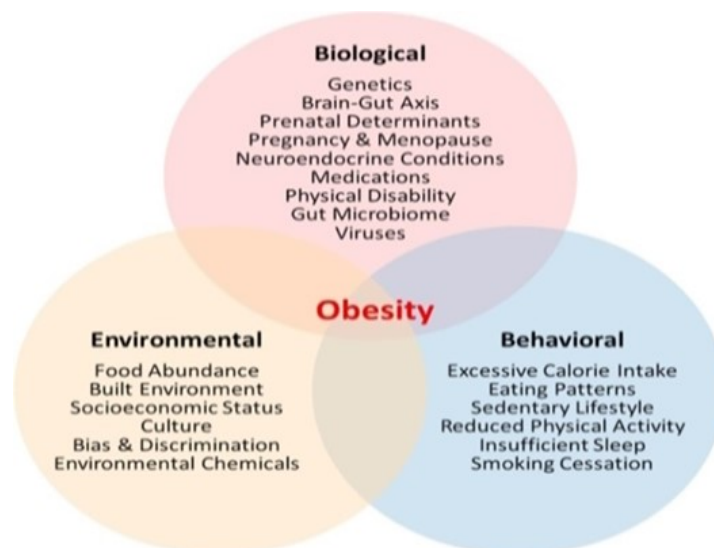 Biological
Genetics
Brain-Gut Axis
Prenatal Determinants
Pregnancy & Menopause
Neuroendocrine Conditions
Medications
Physical Disability
Gut Microbiome
Viruses
Obesity
Environmental
Food Abundance
Built Environment
Socioeconomic Status
Culture
Bias & Discrimination
Environmental Chemicals
Behavioral
Excessive Calorie Intake
Eating Patterns
Sedentary Lifestyle
Reduced Physical Activity
Insufficient Sleep
Smoking Cessation